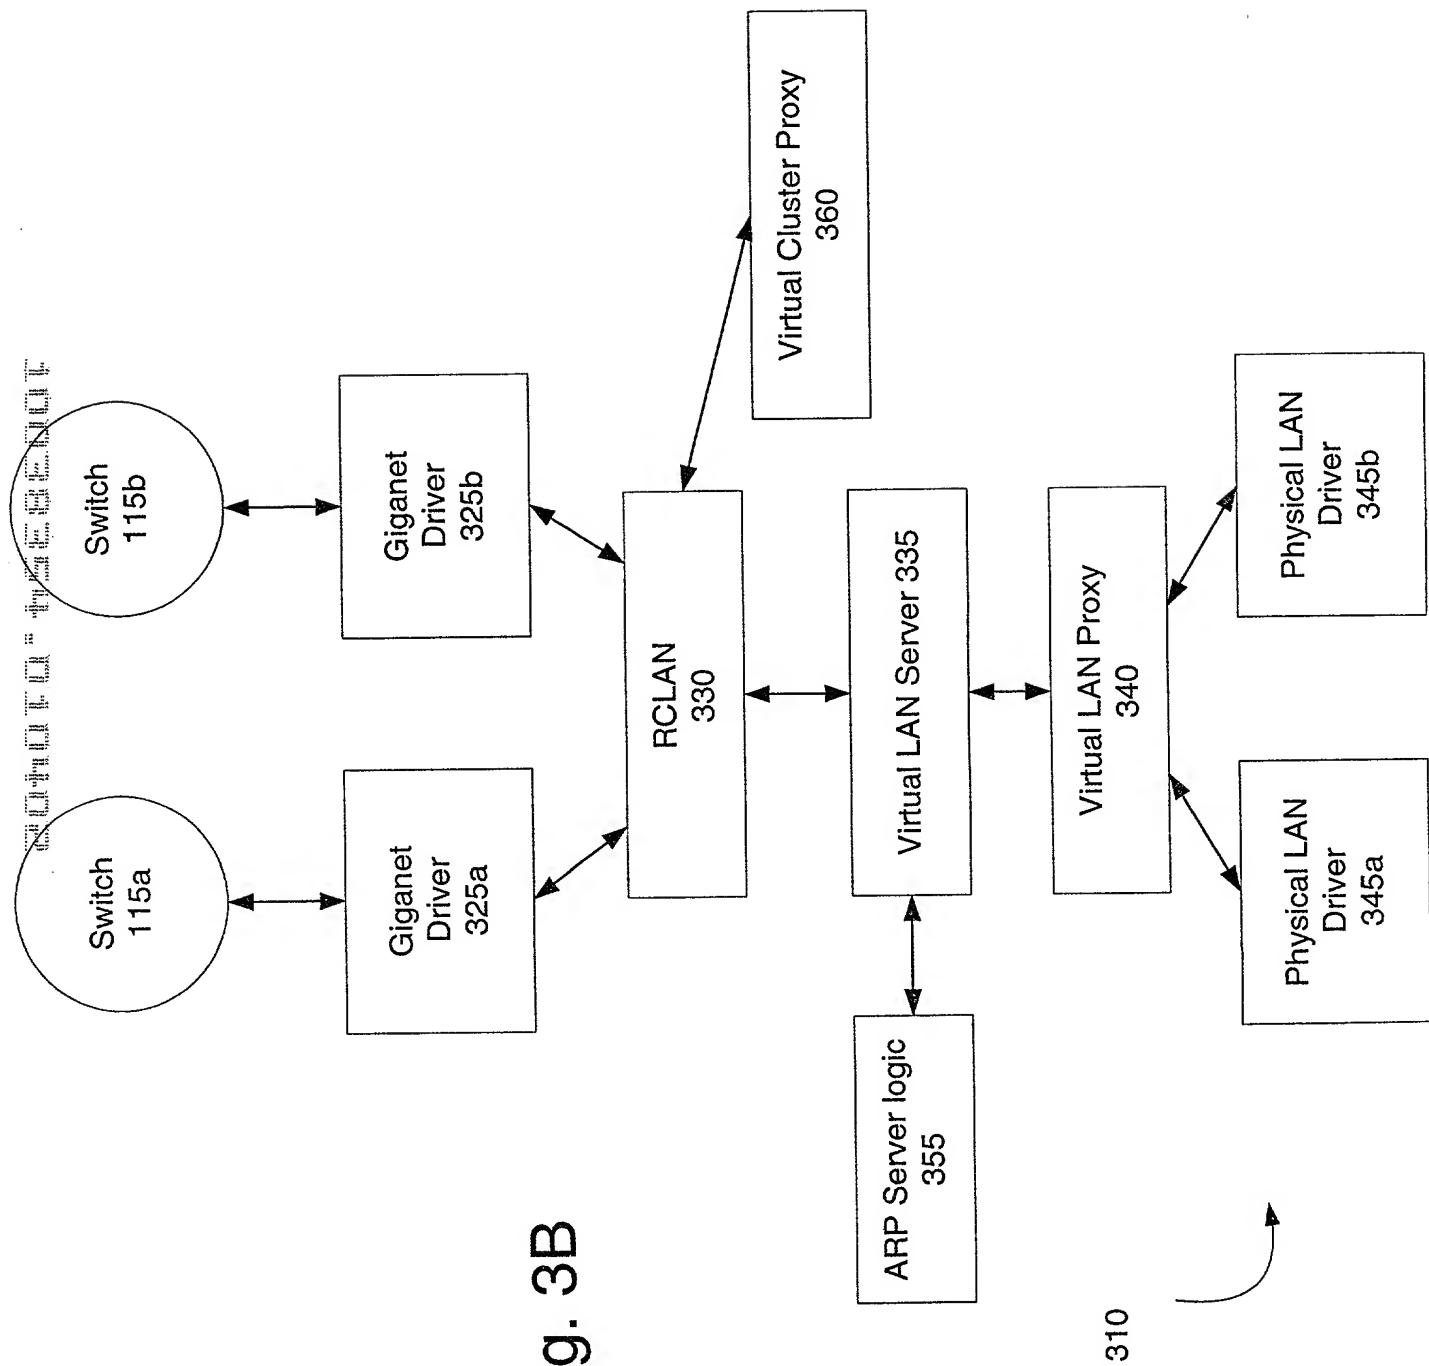 Switch
115a
Switch
115b
Giganet
Driver
325a
Giganet
Driver
325b
RCLAN
330
Virtual Cluster Proxy
360
ARP Server logic
355
Virtual LAN Server 335
Virtual LAN Proxy
340
Physical LAN
Driver
345a
Physical LAN
Driver
345b
g. 3B
310